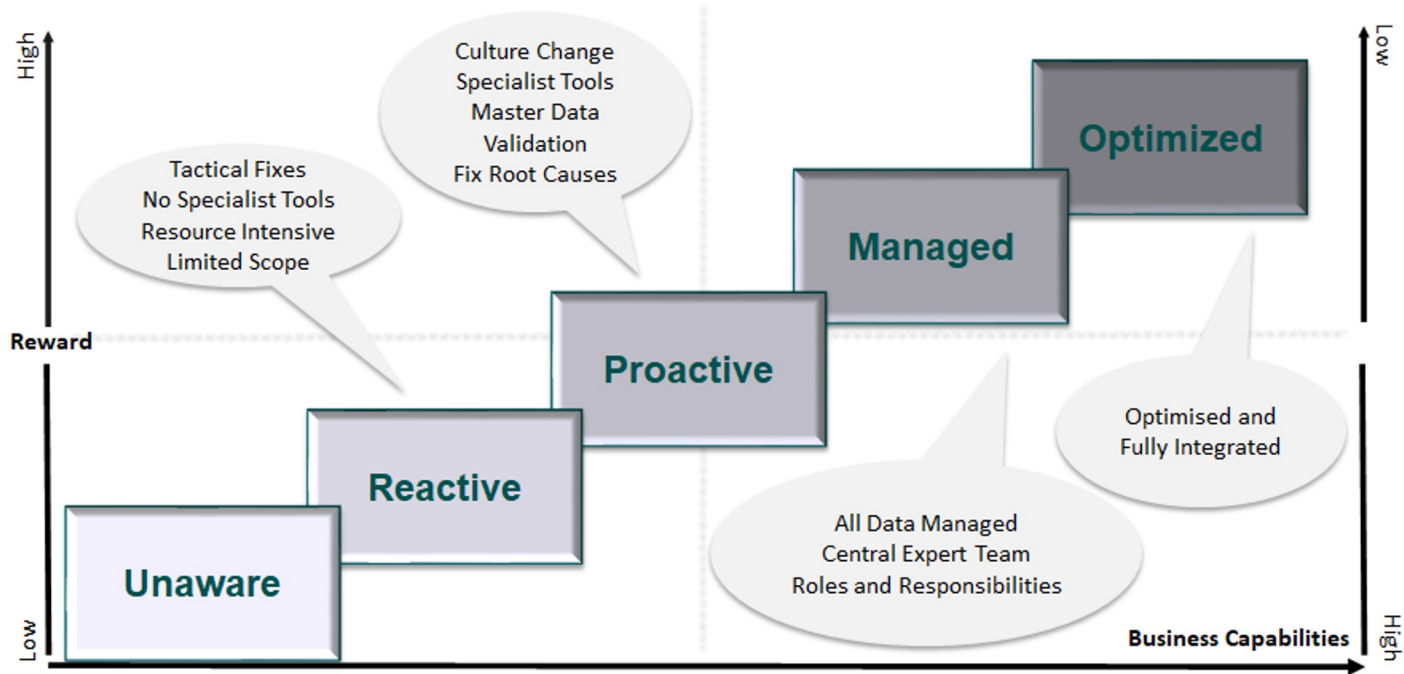 High
Low
Culture Change
Specialist Tools
Master Data
Validation
Fix Root Causes
Optimized
Tactical Fixes
No Specialist Tools
Resource Intensive
Limited Scope
Managed
Reward
Proactive
Optimised and
Fully Integrated
Reactive
All Data Managed
Central Expert Team
Roles and Responsibilities
Unaware
Low
Business Capabilities
High